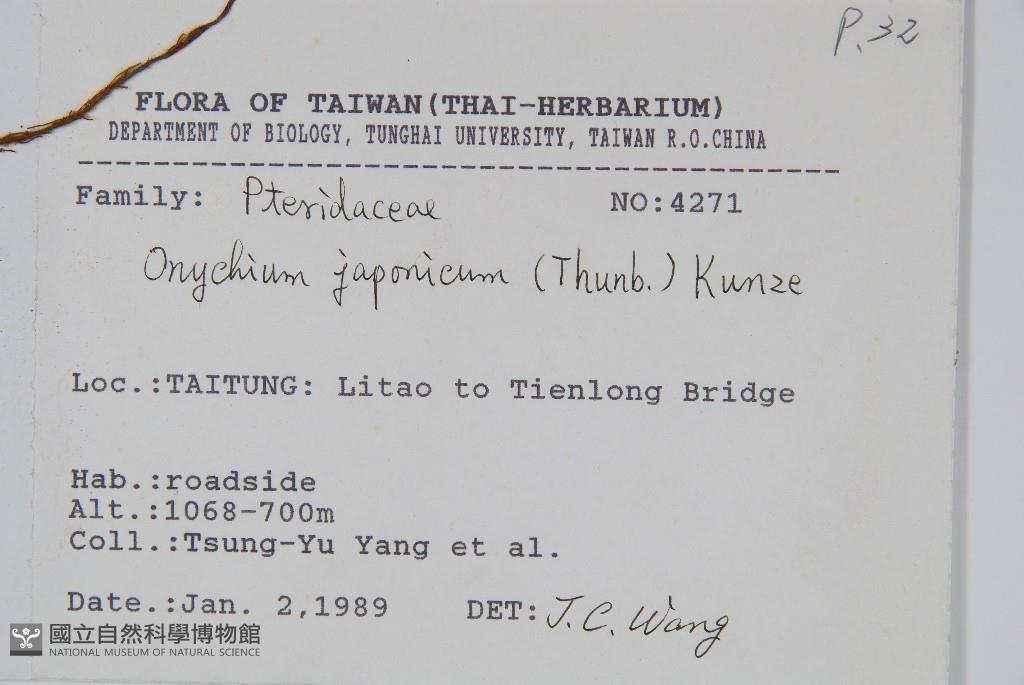 P.32
FLORA OF TAIWAN(THAI-HERBARIUM)
DEPARTMENT OF BIOLOGY, TUNGHAI UNIVERSITY, TAIWAN R.O.CHINA
Family: Pteridaceae NO:4271
Onychium japonicum (Thunb.) Kunze
Loc.:TAITUNG: Litao to Tienlong Bridge
Hab.:roadside
Alt.:1068-700m
Coll.:Tsung-Yu Yang et al.
Date.:Jan. 2,1989 DET: J.C. Wang
國立自然科學博物館
NATIONAL MUSEUM OF NATURAL SCIENCE